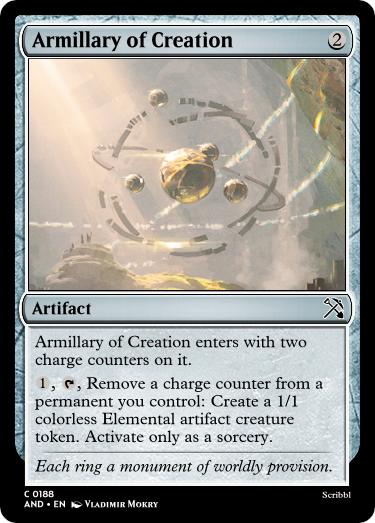 Armillary of Creation 2
Artifact
Armillary of Creation enters with two
charge counters on it.
1, , Remove a charge counter from a
permanent you control: Create a 1/1
colorless Elemental artifact creature
token. Activate only as a sorcery.
Each ring a monument of worldly provision.
C 0188
AND • EN Vladimir Mokry
Scribbl